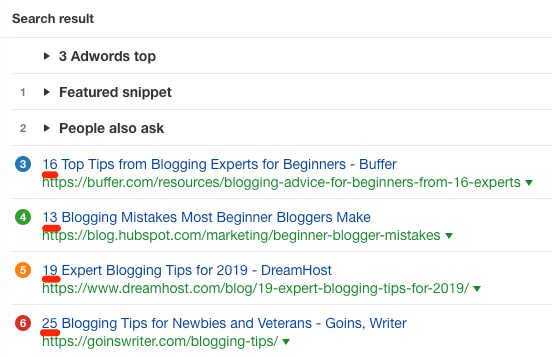 Search result
3 Adwords top
1 Featured snippet
2 People also ask
3 16 Top Tips from Blogging Experts for Beginners - Buffer
https://buffer.com/resources/blogging-advice-for-beginners-from-16-experts
4 13 Blogging Mistakes Most Beginner Bloggers Make
https://blog.hubspot.com/marketing/beginner-blogger-mistakes
5 19 Expert Blogging Tips for 2019 - DreamHost
https://www.dreamhost.com/blog/19-expert-blogging-tips-for-2019/
6 25 Blogging Tips for Newbies and Veterans - Goins, Writer
https://goinswriter.com/blogging-tips/